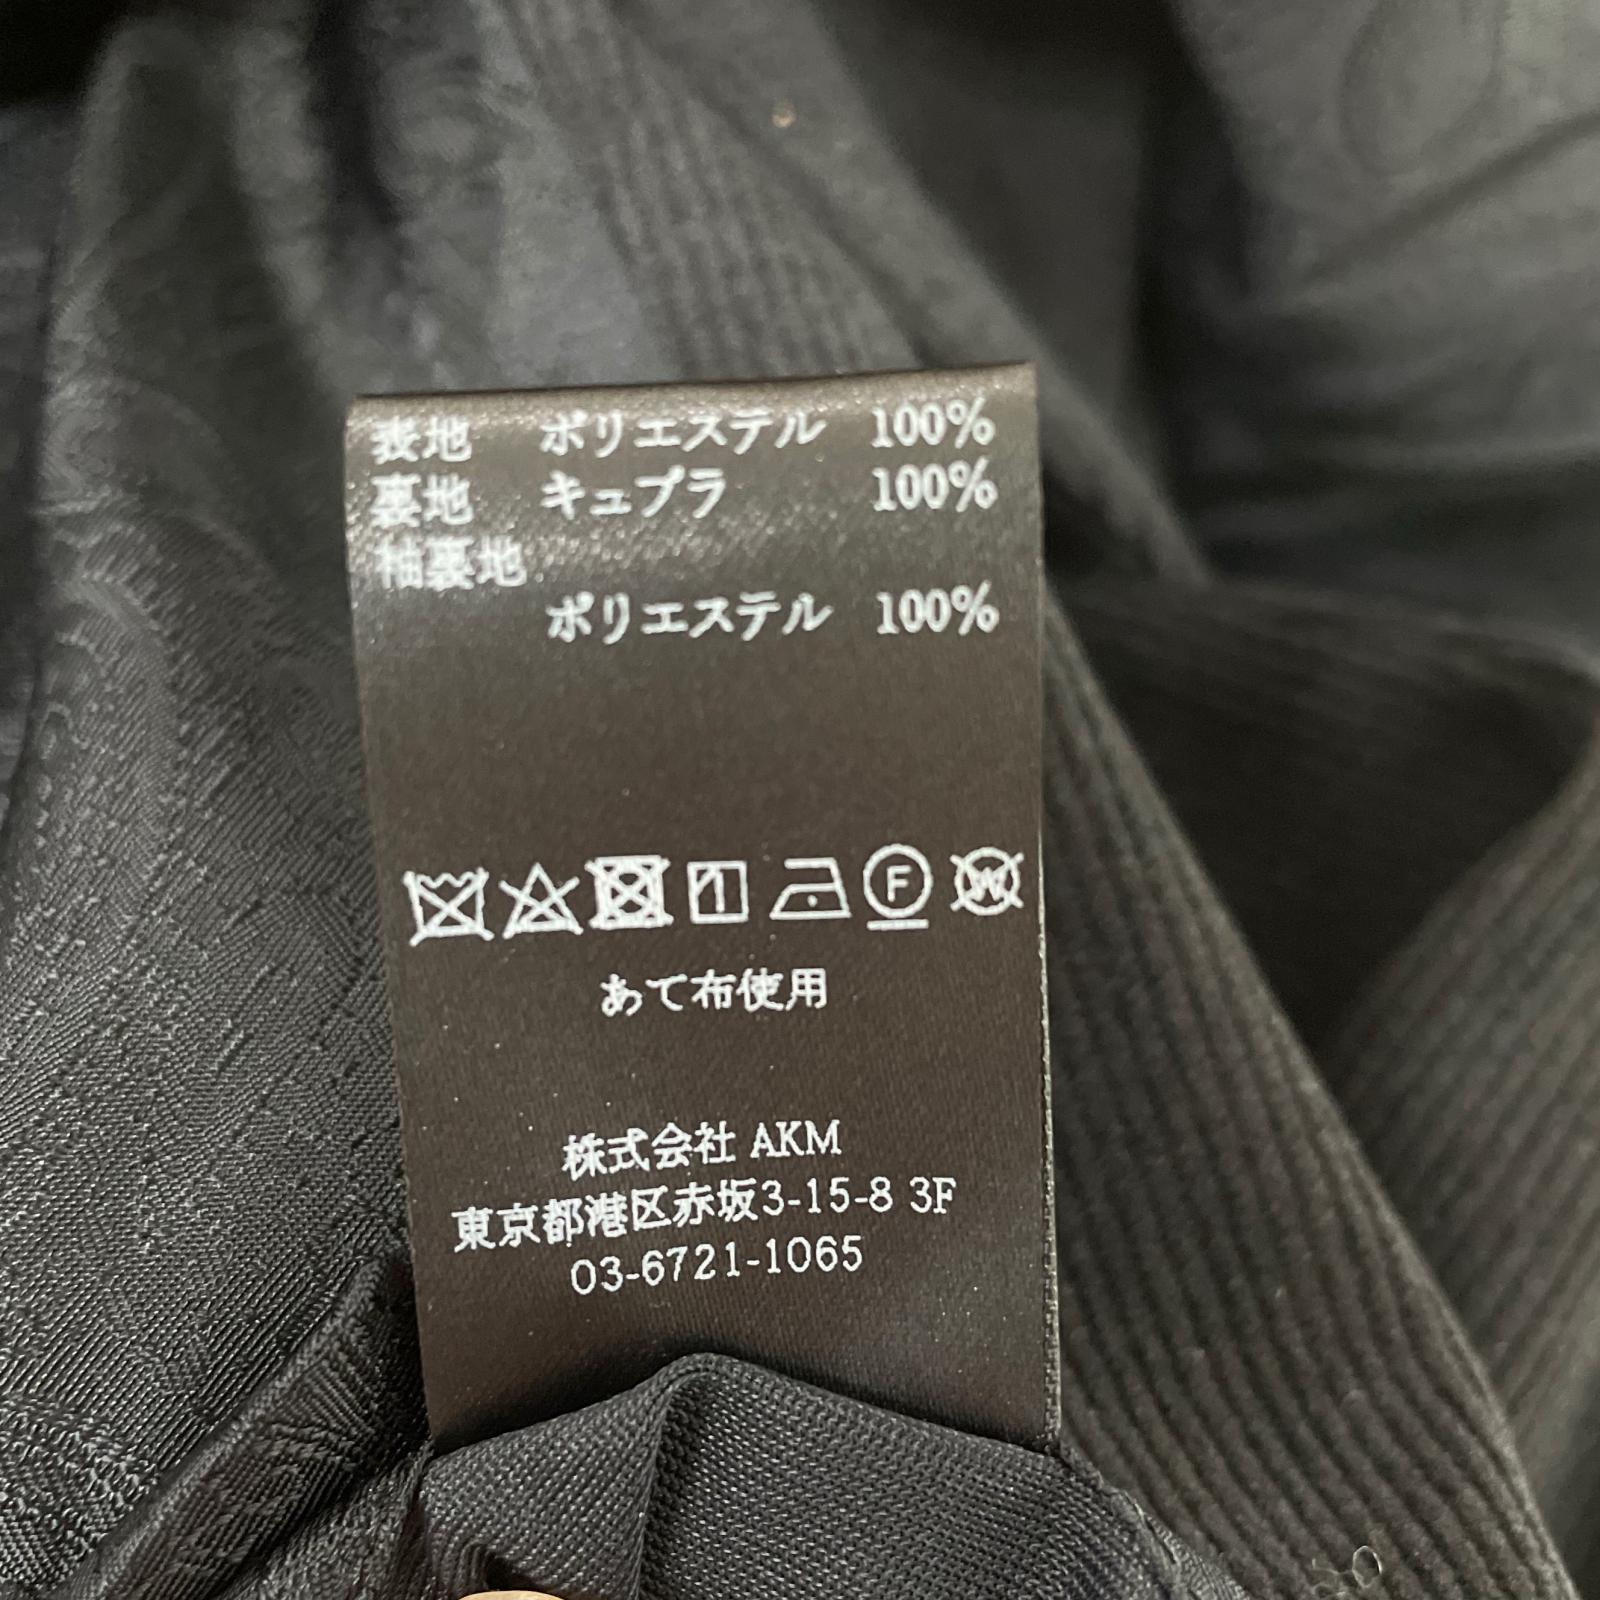 表地 ポリエステル 100%
裏地 キュプラ 100%
袖裏地
ポリエステル 100%
F W
あて布使用
株式会社 AKM
東京都港区赤坂3-15-8 3F
03-6721-1065